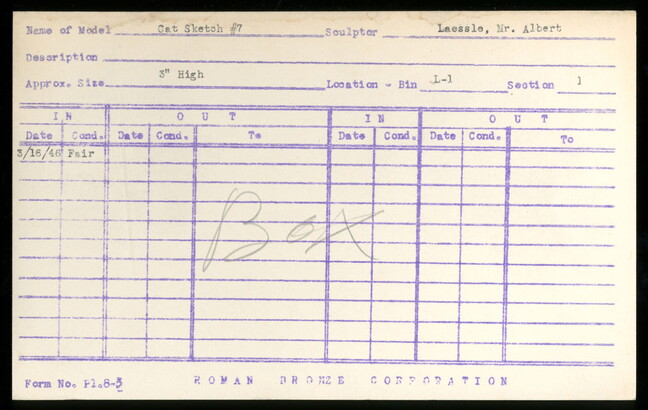 Name of Model Cat Sketch #7 Sculptor Laessle, Mr. Albert
Description
Approx. Size 3" High Location - Bin L-1 Section 1
IN OUT IN OUT
Date Cond. Date Cond. To Date Cond. Date Cond. To
3/16/46 Fair
Box
Form No. P1.8-3 ROMAN BRONZE CORPORATION